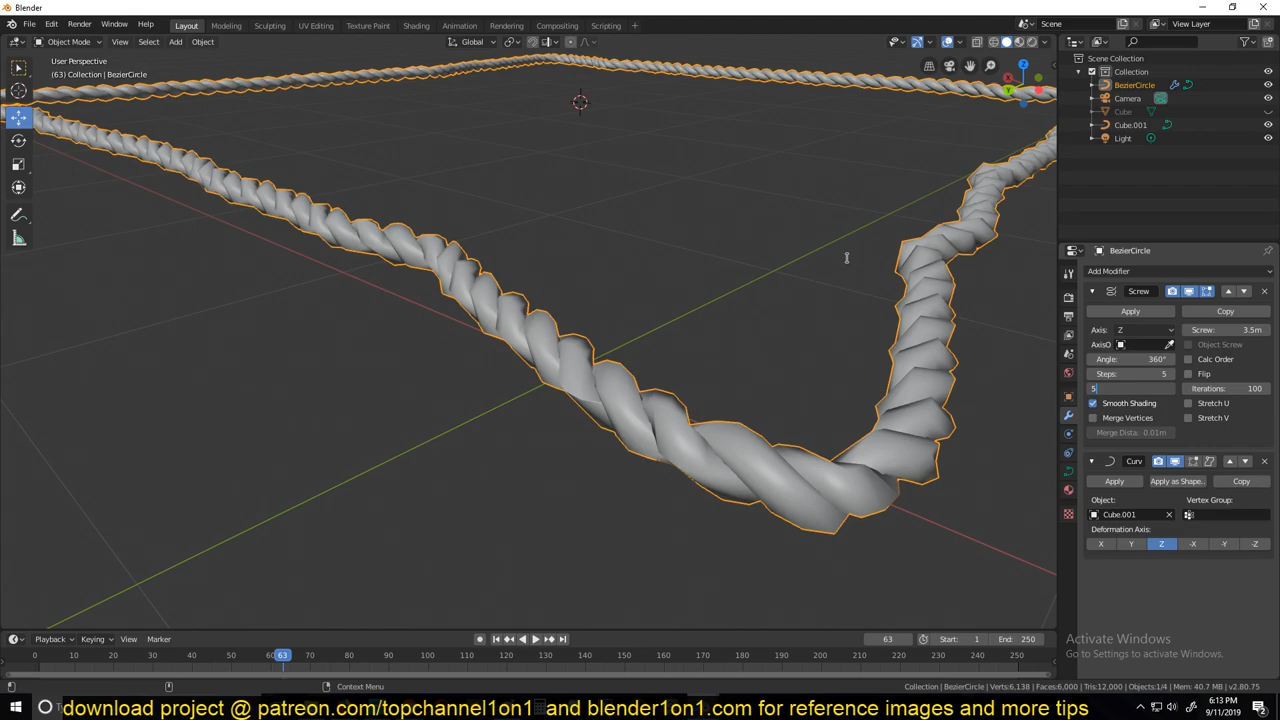 Blender
File Edit Render Window Help Layout Modeling Sculpting UV Editing Texture Paint Shading Animation Rendering Compositing Scripting + Scene View Layer
Object Mode View Select Add Object Global
User Perspective
(63) Collection | BezierCircle
Scene Collection
Collection
BezierCircle
Camera
Cube
Cube.001
Light
BezierCircle
Add Modifier
Screw
Apply Copy
Axis: Z Screw: 3.5m
AxisO Object Screw
Angle: 360° Calc Order
Steps: 5 Flip
5 Iterations: 100
Smooth Shading Stretch U
Merge Vertices Stretch V
Merge Dista: 0.01m
Curv
Apply Apply as Shape.. Copy
Object: Vertex Group:
Cube.001
Deformation Axis:
X Y Z -X -Y -Z
Playback Keying View Marker 63 Start: 1 End: 250
0 10 20 30 40 50 60 63 70 80 90 100 110 120 130 140 150 160 170 180 190 200 210 220 230 240 250
Activate Windows
Go to Settings to activate Windows.
Context Menu Collection | BezierCircle | Verts:6,138 | Faces:6,000 | Tris:12,000 | Objects:1/4 | Mem: 40.7 MB | v2.80.75
download project @ patreon.com/topchannel1on1 and blender1on1.com for reference images and more tips
6:13 PM
9/11/2019